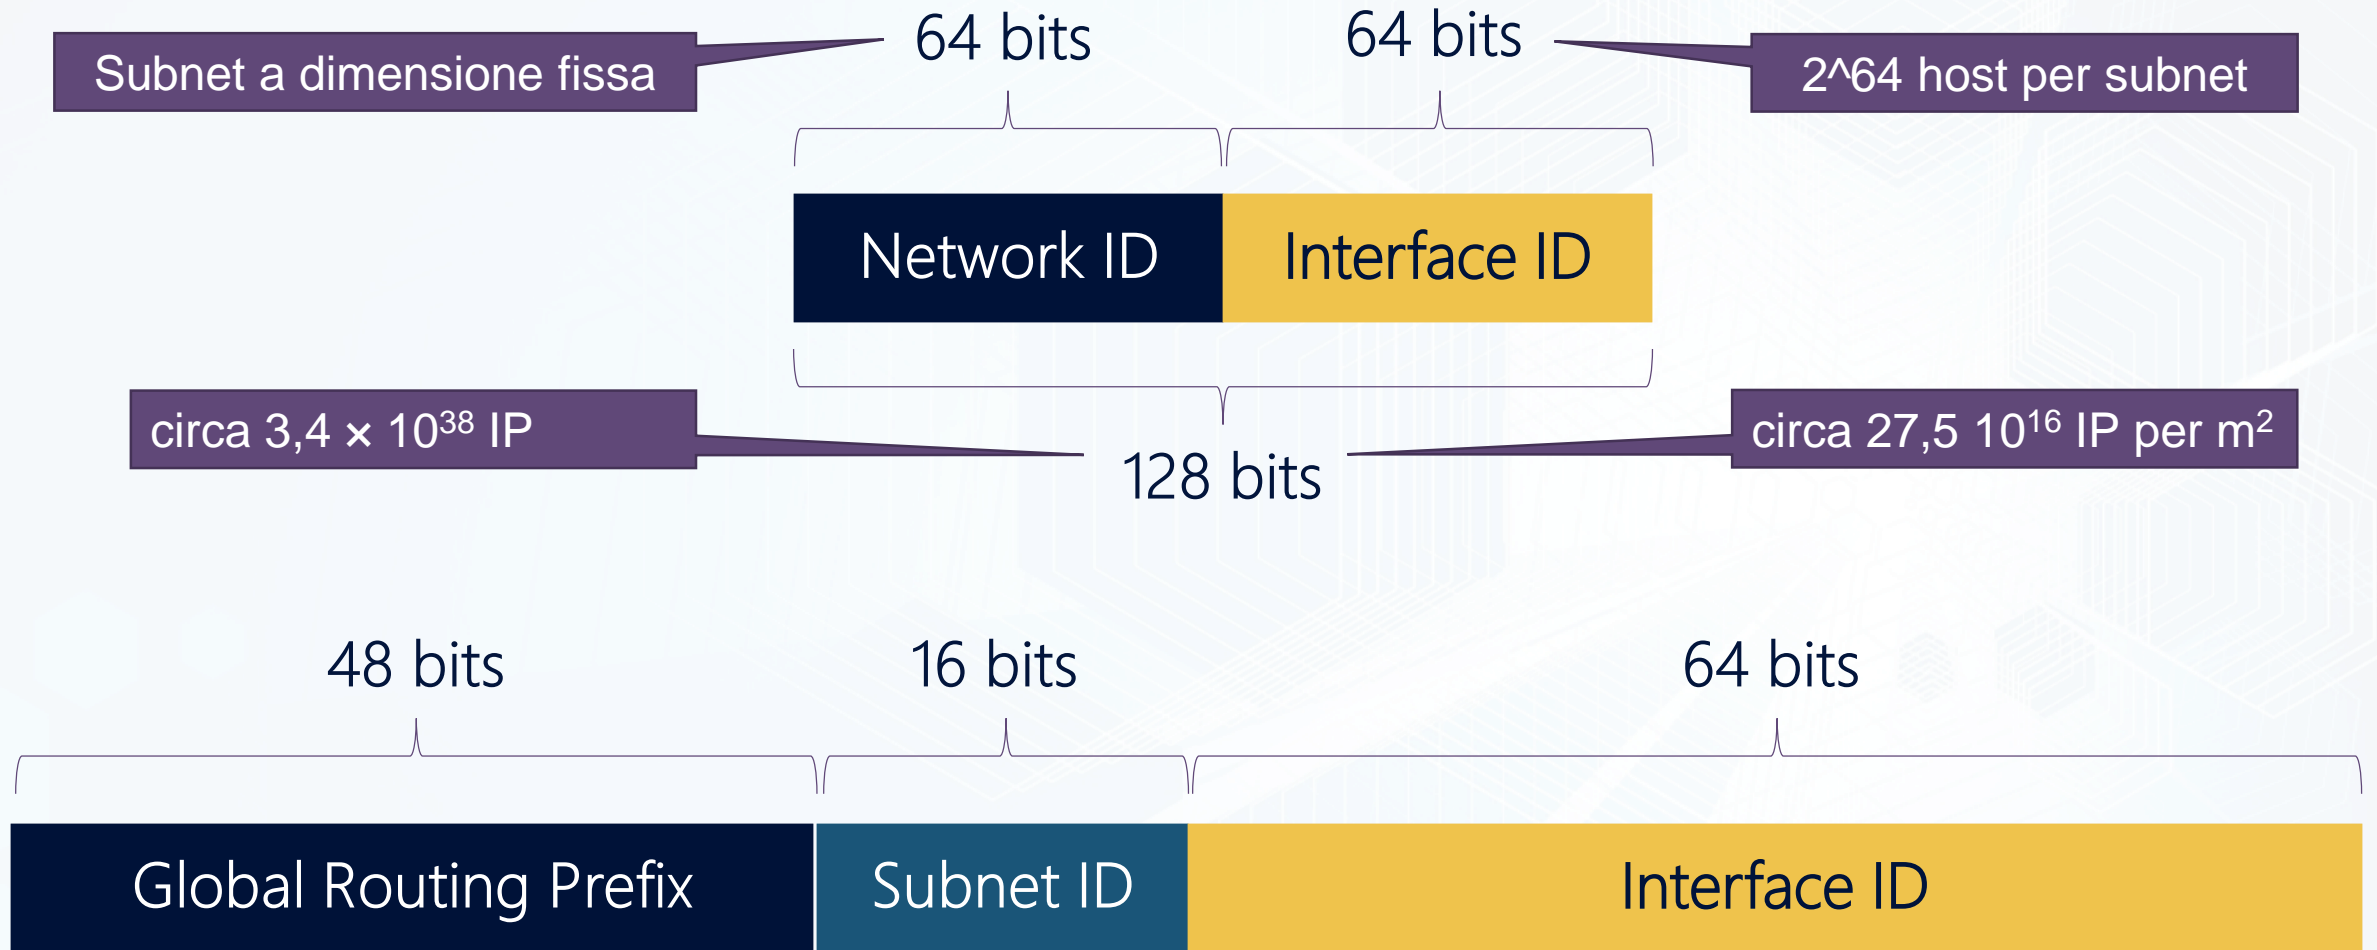 64 bits
64 bits
Subnet a dimensione fissa
2^64 host per subnet
Network ID
Interface ID
circa 3,4 × 10³⁸ IP
circa 27,5 10¹⁶ IP per m²
128 bits
48 bits
16 bits
64 bits
Global Routing Prefix
Subnet ID
Interface ID